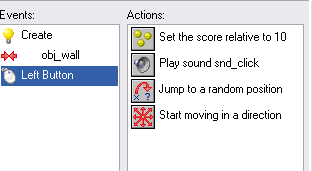 Events:
Create
obj_wall
Left Button
Actions:
Set the score relative to 10
Play sound snd_click
Jump to a random position
Start moving in a direction